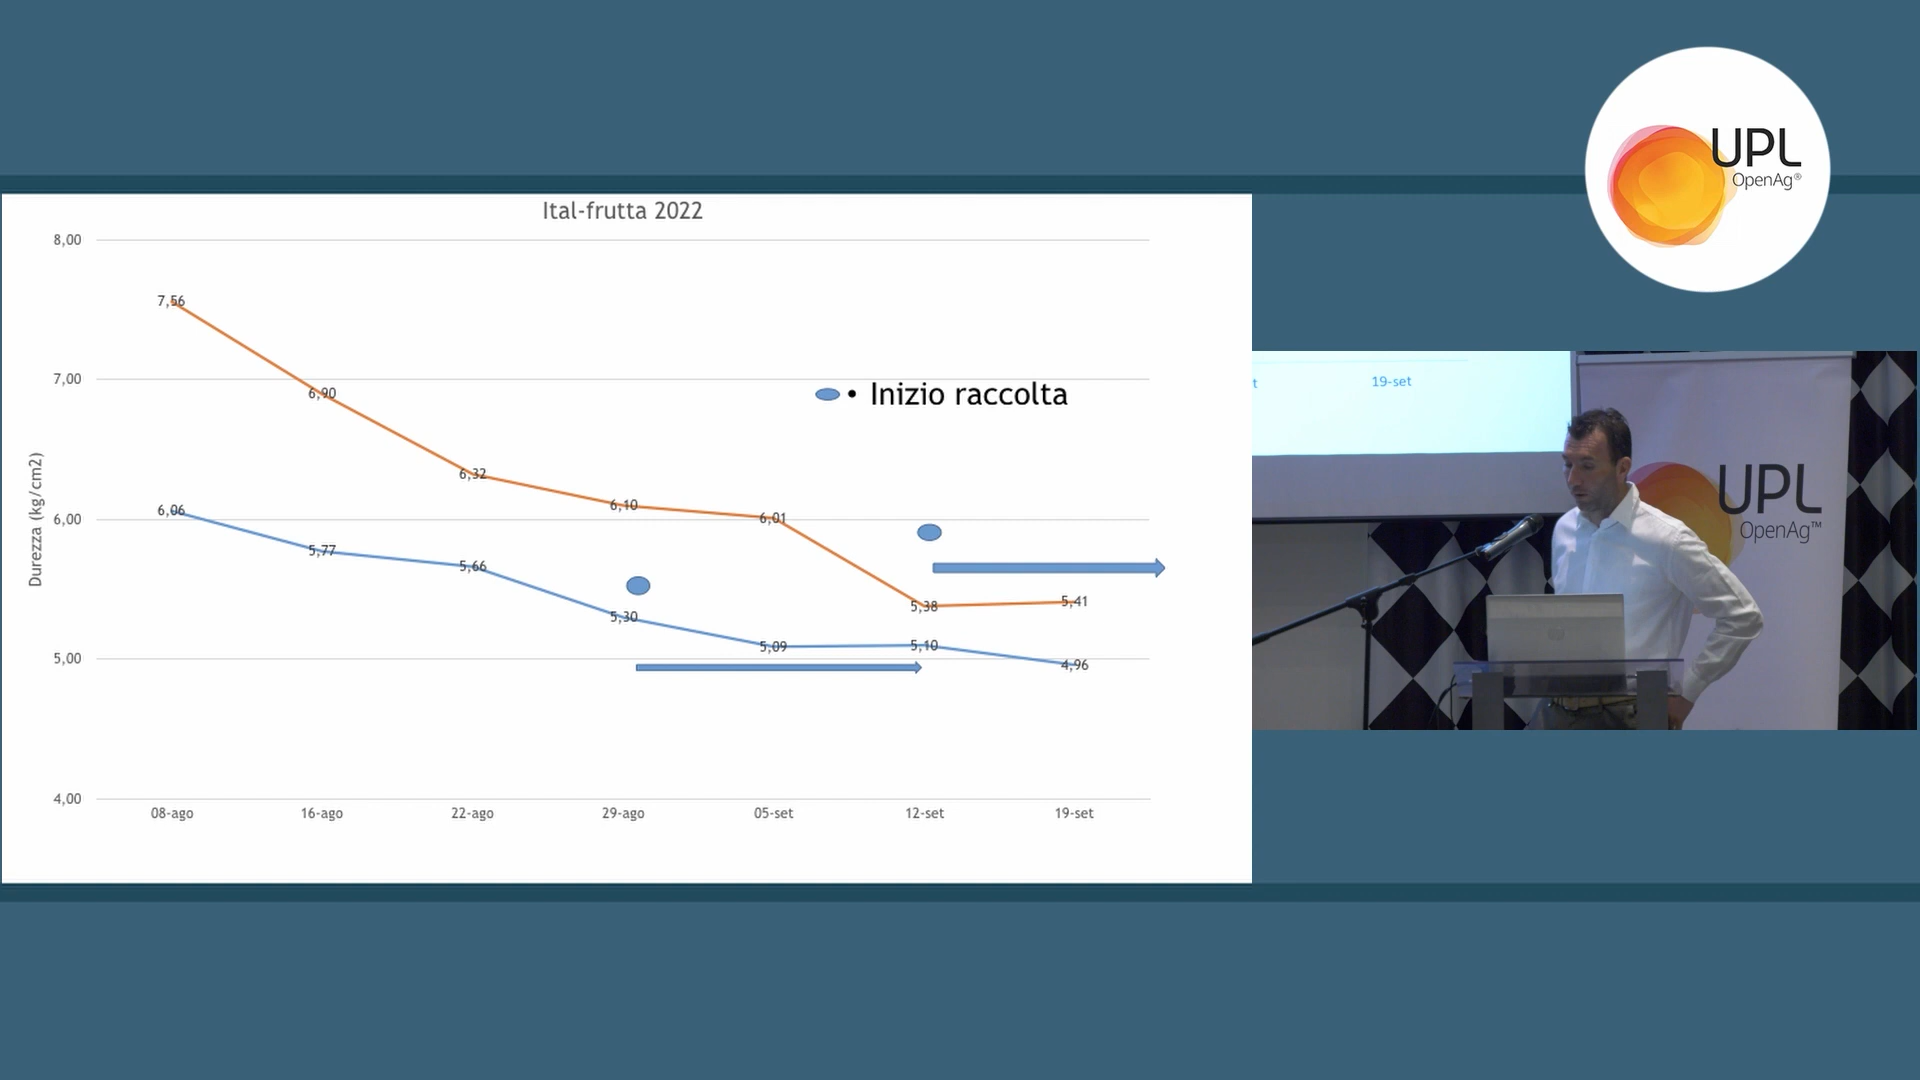 UPL
OpenAg®
Ital-frutta 2022
8,00
7,00
6,00
5,00
4,00
Durezza (kg/cm2)
7,56
6,90
6,32
6,10
6,01
5,38
5,41
6,06
5,77
5,66
5,30
5,09
5,10
4,96
• Inizio raccolta
08-ago
16-ago
22-ago
29-ago
05-set
12-set
19-set
t
19-set
UPL
OpenAg™